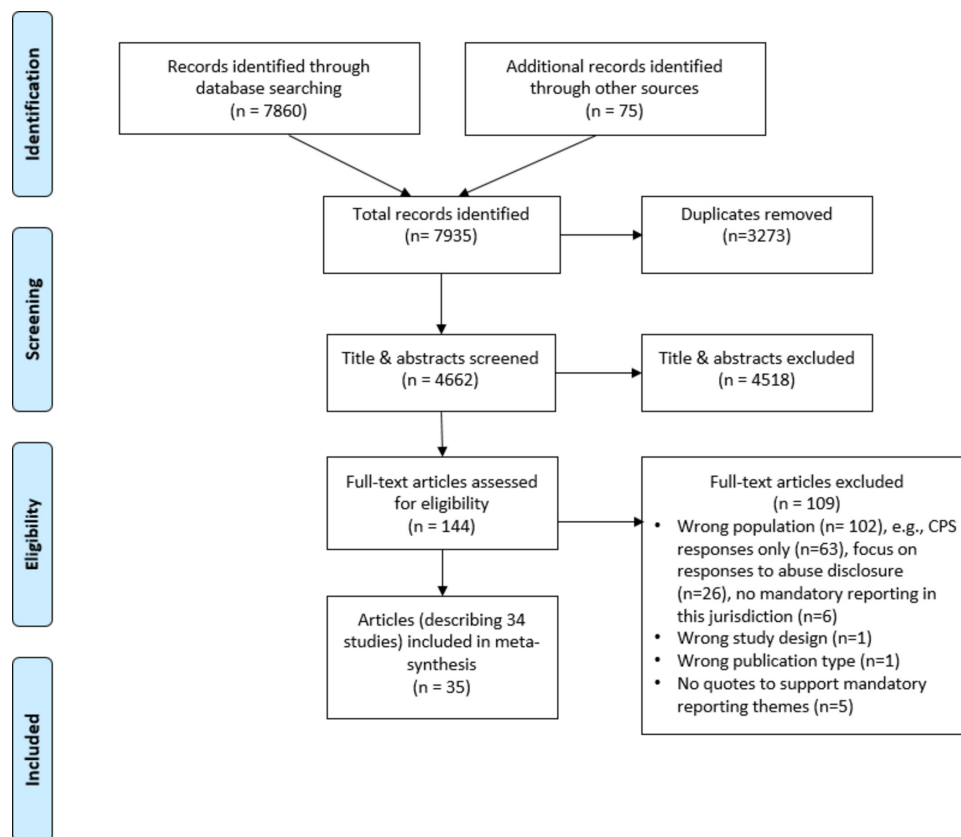 Identification
Records identified through
database searching
(n = 7860)
Additional records identified
through other sources
(n = 75)
Total records identified
(n= 7935)
Duplicates removed
(n=3273)
Screening
Title & abstracts screened
(n = 4662)
Title & abstracts excluded
(n = 4518)
Eligibility
Full-text articles assessed
for eligibility
(n = 144)
Full-text articles excluded
(n = 109)
• Wrong population (n= 102), e.g., CPS
responses only (n=63), focus on
responses to abuse disclosure
(n=26), no mandatory reporting in
this jurisdiction (n=6)
• Wrong study design (n=1)
• Wrong publication type (n=1)
• No quotes to support mandatory
reporting themes (n=5)
Included
Articles (describing 34
studies) included in meta-
synthesis
(n = 35)